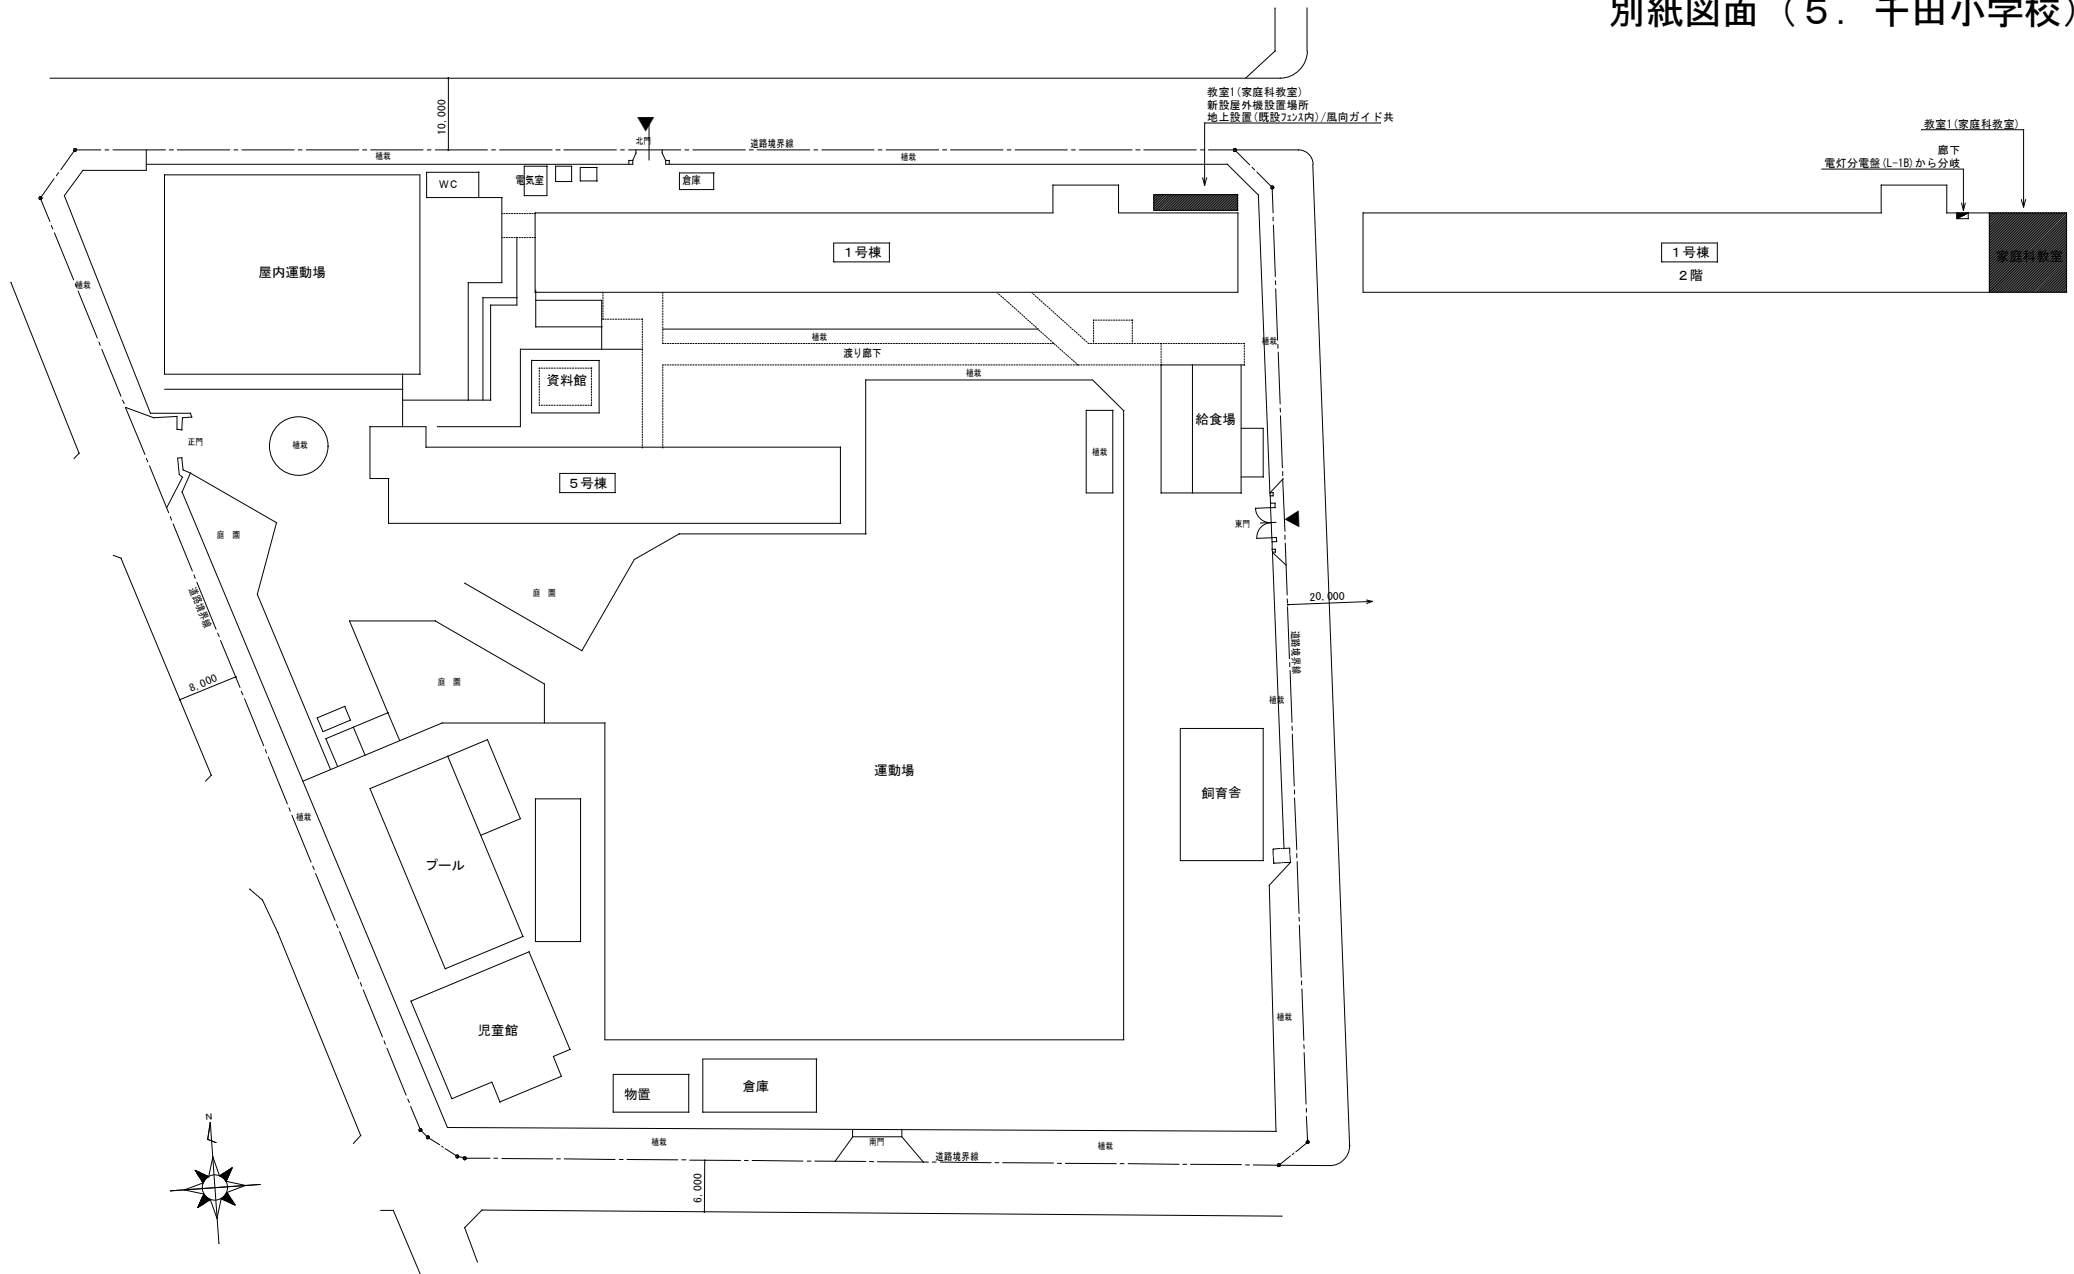 別紙図面（５．千田小学校）
10.000
教室1(家庭科教室)
新設屋外機設置場所
地上設置(既設ﾌｪﾝｽ内)/風向ガイド共
教室1(家庭科教室)
廊下
電灯分電盤(L-1B)から分岐
北門
道路境界線
植栽
植栽
WC
電気室
倉庫
1号棟
1号棟
2階
家庭科教室
屋内運動場
植栽
植栽
植栽
渡り廊下
植栽
資料館
給食場
正門
植栽
植栽
5号棟
東門
庭 園
庭 園
道路境界線
20.000
道路境界線
8.000
庭 園
植栽
運動場
飼育舎
植栽
プール
植栽
児童館
物置
倉庫
N
植栽
南門
植栽
道路境界線
6.000